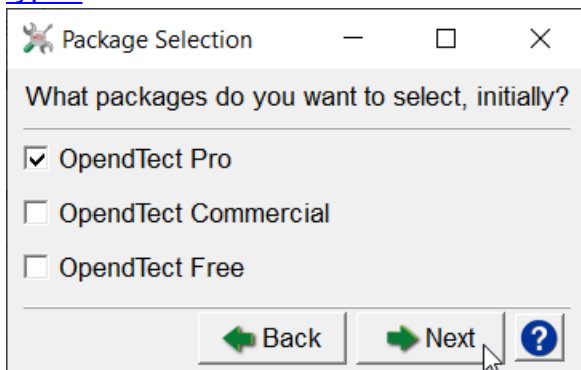 Package Selection
What packages do you want to select, initially?
OpendTect Pro
OpendTect Commercial
OpendTect Free
Back Next ?